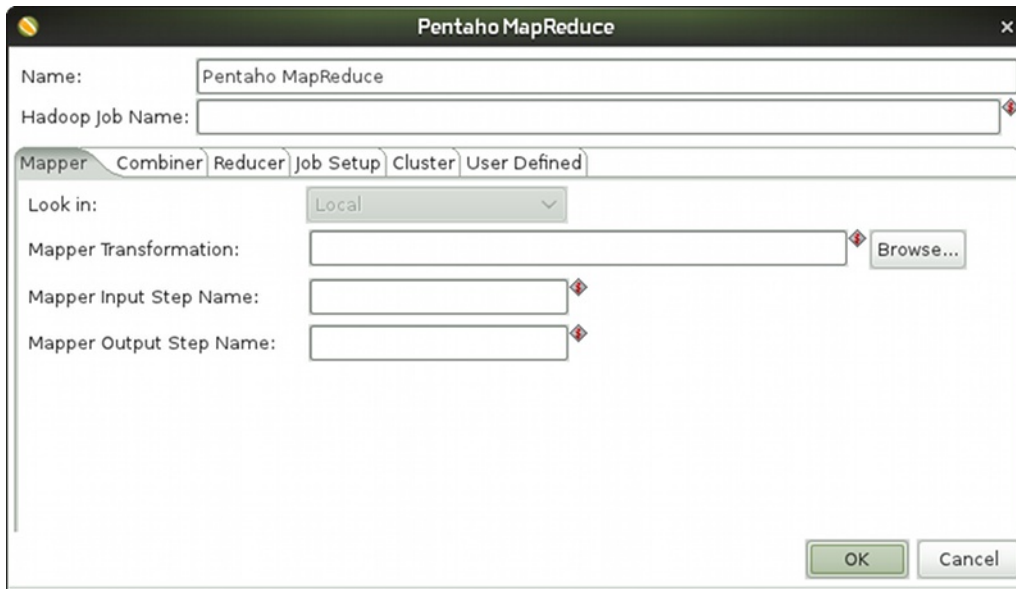 Pentaho MapReduce
Name: Pentaho MapReduce
Hadoop Job Name:
Mapper Combiner Reducer Job Setup Cluster User Defined
Look in: Local
Mapper Transformation: Browse...
Mapper Input Step Name:
Mapper Output Step Name:
OK Cancel